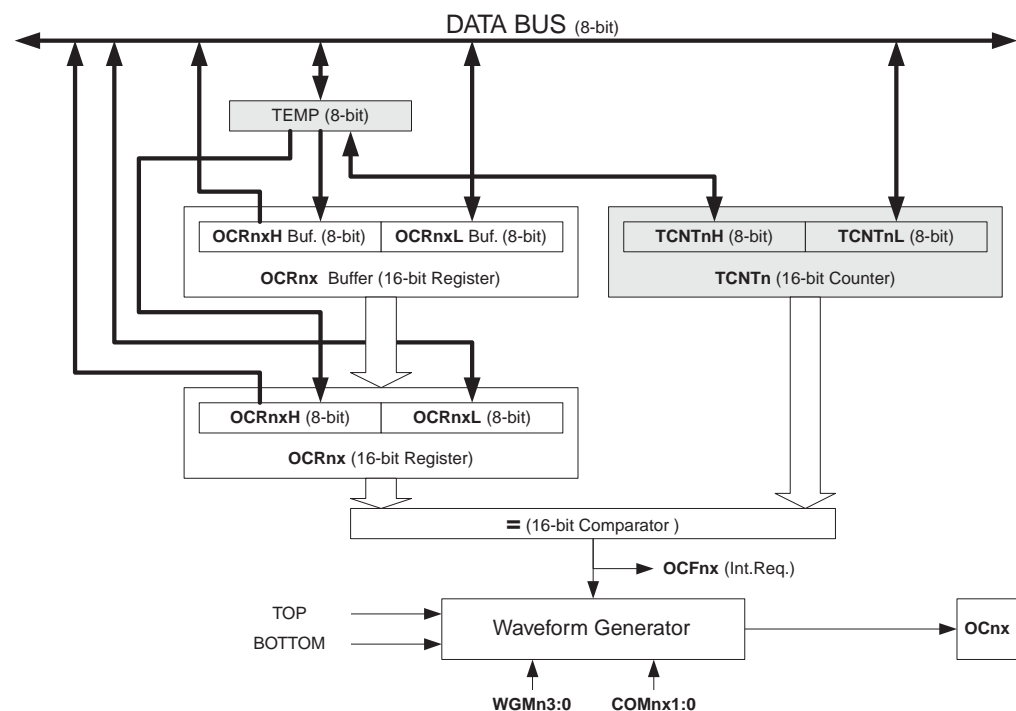 DATA BUS (8-bit)
TEMP (8-bit)
OCRnxH Buf. (8-bit) OCRnxL Buf. (8-bit)
OCRnx Buffer (16-bit Register)
TCNTnH (8-bit) TCNTnL (8-bit)
TCNTn (16-bit Counter)
OCRnxH (8-bit) OCRnxL (8-bit)
OCRnx (16-bit Register)
= (16-bit Comparator )
OCFnx (Int.Req.)
TOP
BOTTOM
Waveform Generator
OCnx
WGMn3:0 COMnx1:0